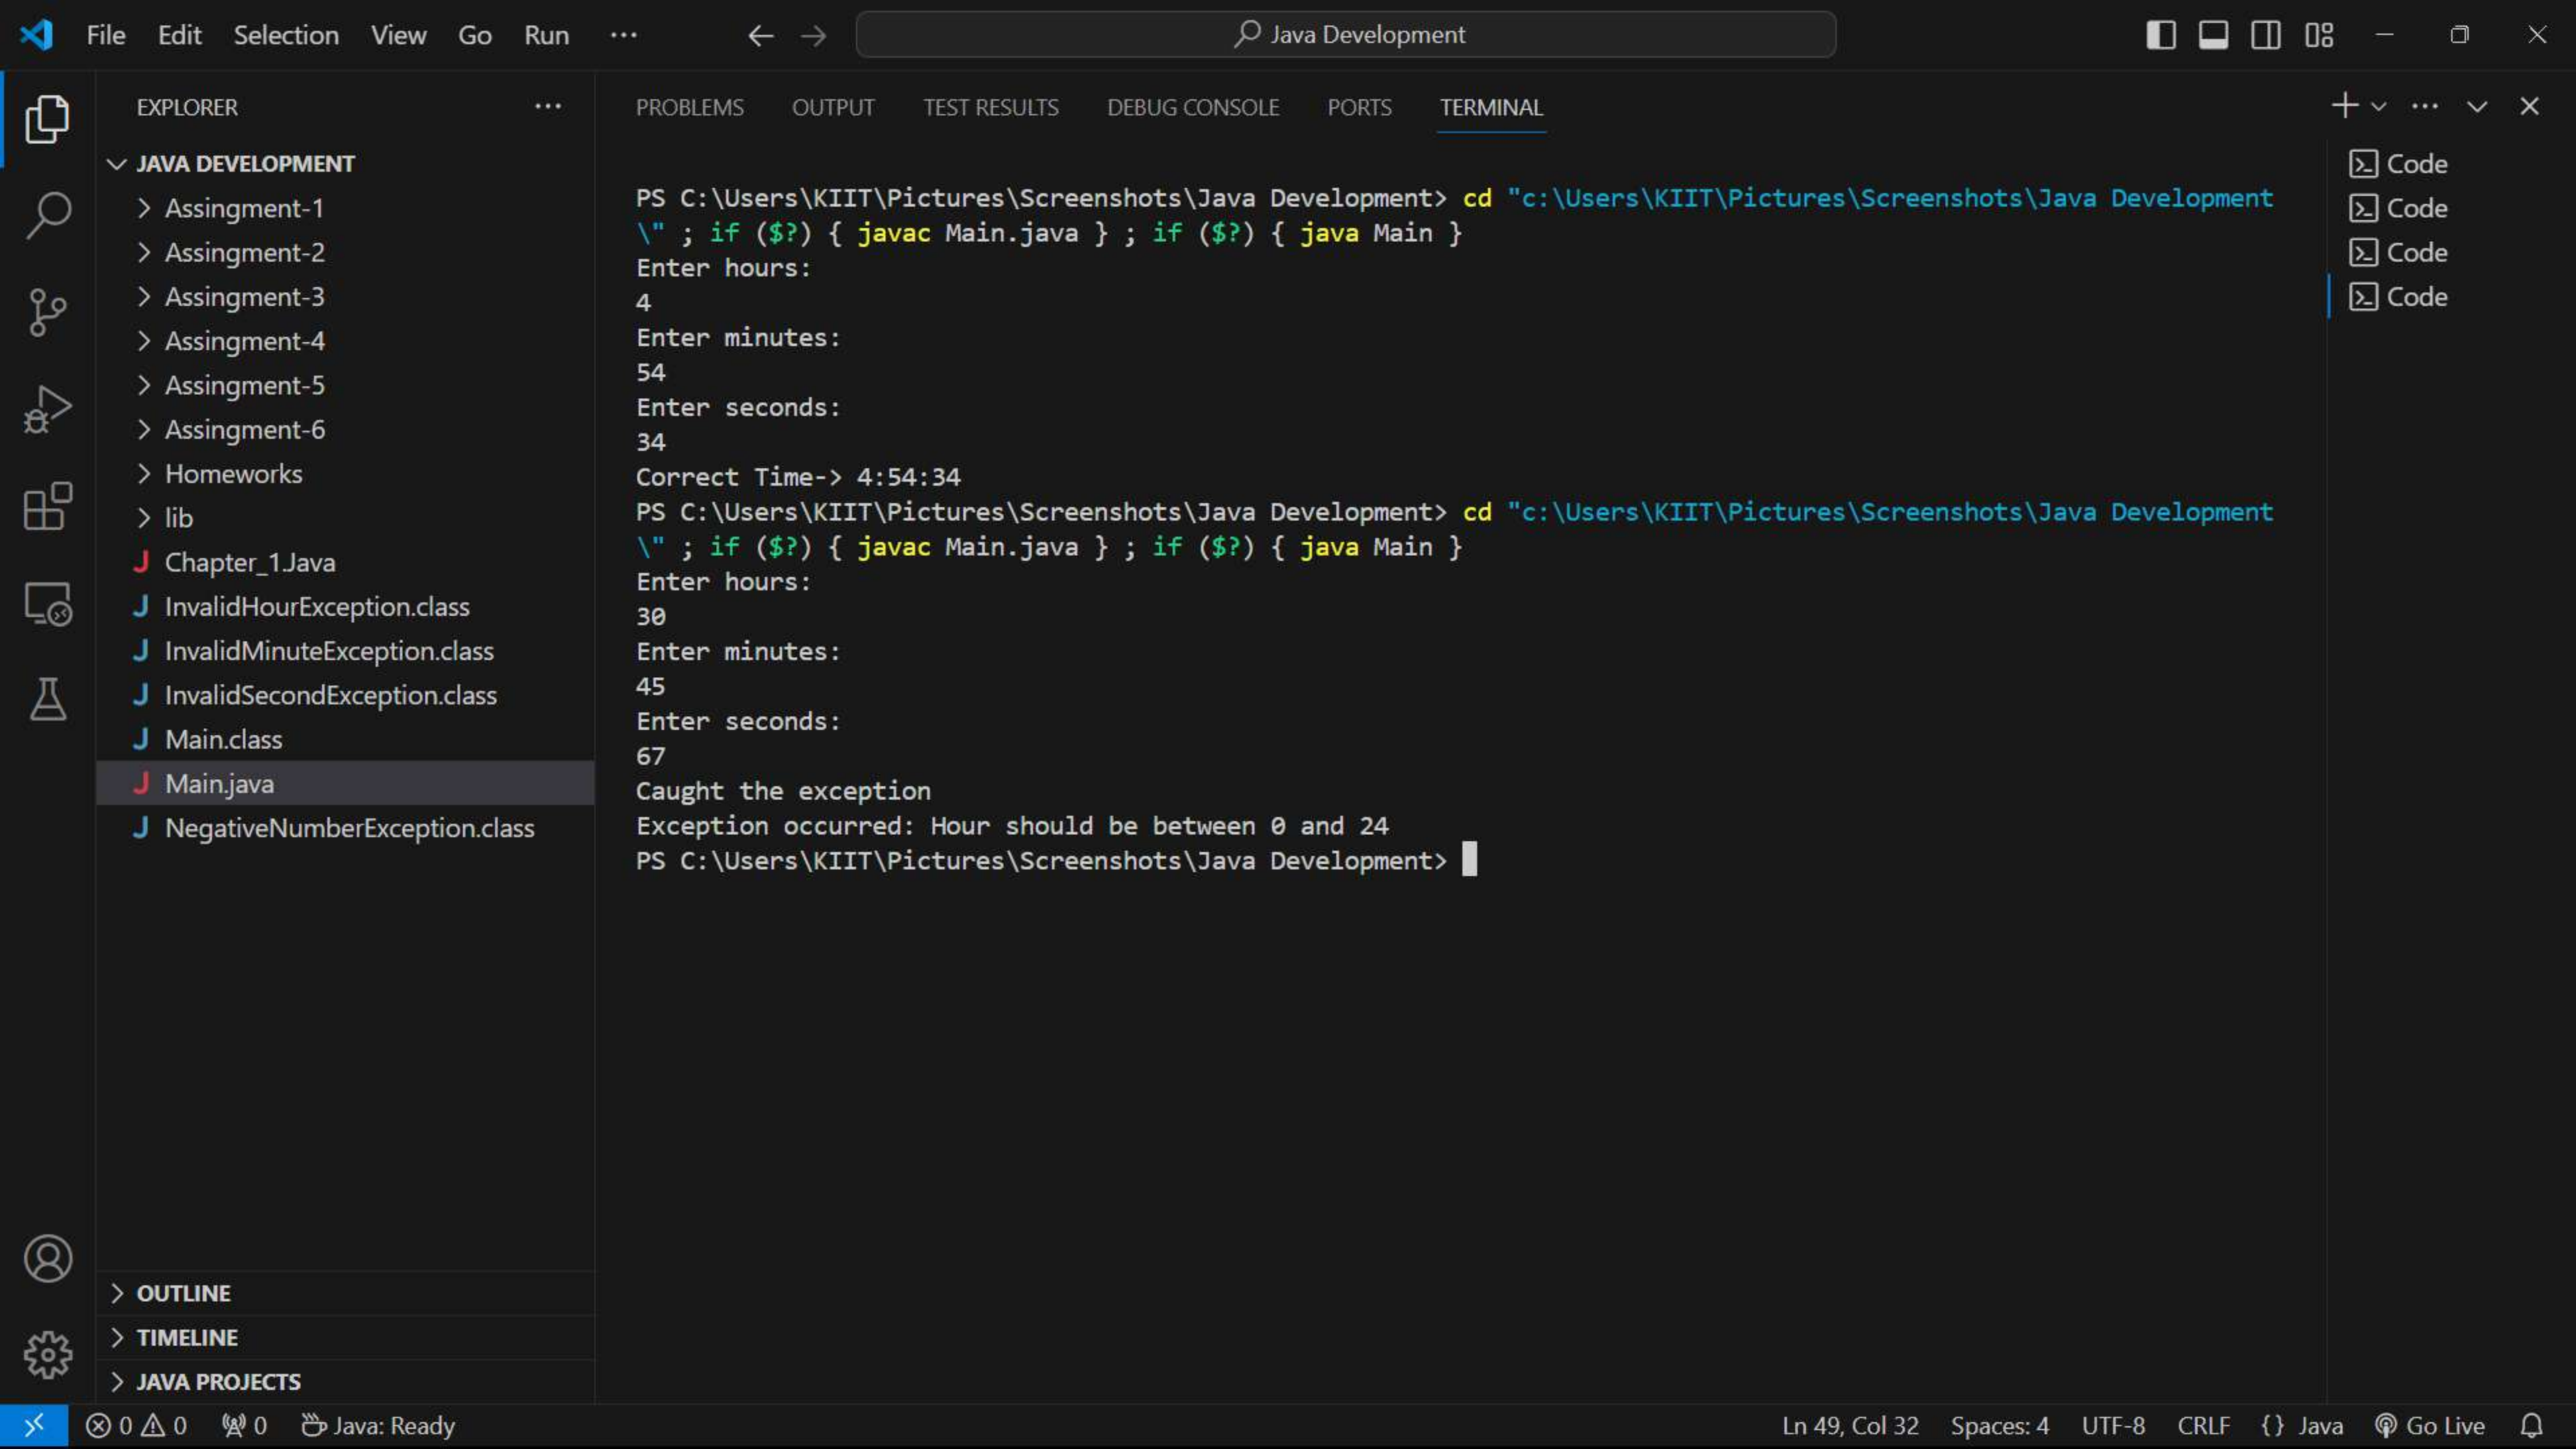 File Edit Selection View Go Run ...
Java Development
EXPLORER
JAVA DEVELOPMENT
Assingment-1
Assingment-2
Assingment-3
Assingment-4
Assingment-5
Assingment-6
Homeworks
lib
J Chapter_1.Java
J InvalidHourException.class
J InvalidMinuteException.class
J InvalidSecondException.class
J Main.class
J Main.java
J NegativeNumberException.class
OUTLINE
TIMELINE
JAVA PROJECTS
PROBLEMS OUTPUT TEST RESULTS DEBUG CONSOLE PORTS TERMINAL
PS C:\Users\KIIT\Pictures\Screenshots\Java Development> cd "c:\Users\KIIT\Pictures\Screenshots\Java Development
\" ; if ($?) { javac Main.java } ; if ($?) { java Main }
Enter hours:
4
Enter minutes:
54
Enter seconds:
34
Correct Time-> 4:54:34
PS C:\Users\KIIT\Pictures\Screenshots\Java Development> cd "c:\Users\KIIT\Pictures\Screenshots\Java Development
\" ; if ($?) { javac Main.java } ; if ($?) { java Main }
Enter hours:
30
Enter minutes:
45
Enter seconds:
67
Caught the exception
Exception occurred: Hour should be between 0 and 24
PS C:\Users\KIIT\Pictures\Screenshots\Java Development>
Code
Code
Code
Code
0 0 0 Java: Ready
Ln 49, Col 32 Spaces: 4 UTF-8 CRLF {} Java Go Live